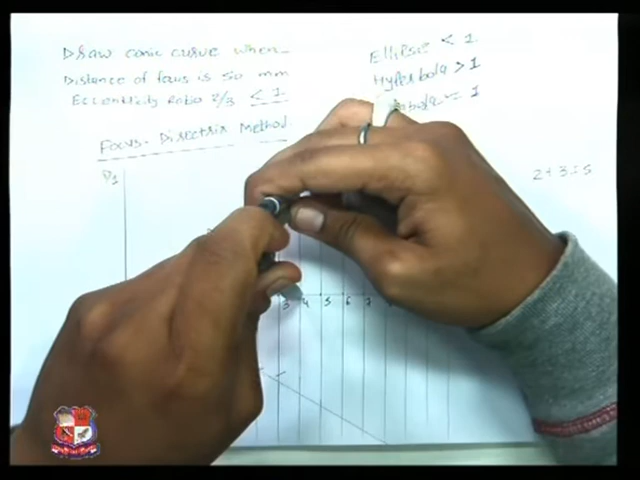 Draw conic curve when
Distance of focus is 50 mm
Eccentricity Ratio 2/3 < 1
Focus-Directrix Method.
Ellipse < 1
Hyperbola > 1
= 1
2+3=5
D1
3 4 5 6 7